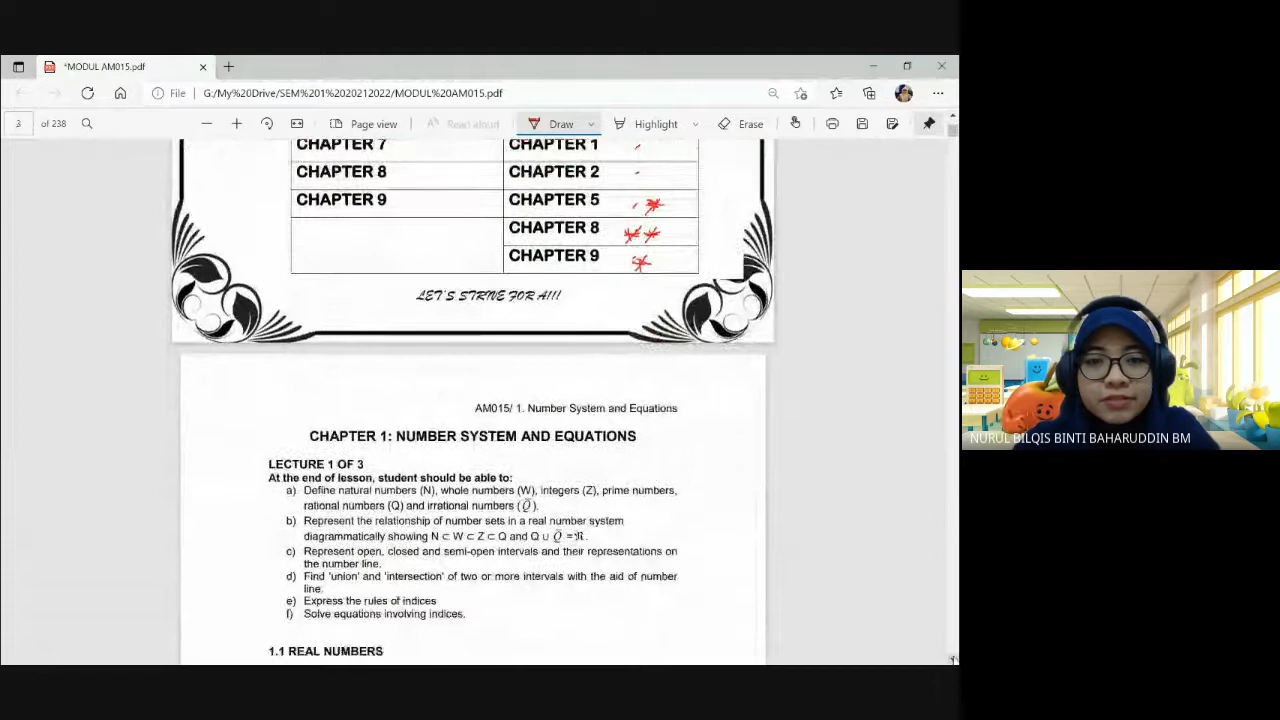 *MODUL AM015.pdf
File G:/My%20Drive/SEM%201%2020212022/MODUL%20AM015.pdf
3 of 238 Page view Read aloud Draw Highlight Erase
CHAPTER 7 CHAPTER 1
CHAPTER 8 CHAPTER 2
CHAPTER 9 CHAPTER 5
CHAPTER 8
CHAPTER 9
LET'S STRIVE FOR A!!!
AM015/ 1. Number System and Equations
CHAPTER 1: NUMBER SYSTEM AND EQUATIONS
LECTURE 1 OF 3
At the end of lesson, student should be able to:
a) Define natural numbers (N), whole numbers (W), integers (Z), prime numbers,
rational numbers (Q) and irrational numbers (Q̄).
b) Represent the relationship of number sets in a real number system
diagrammatically showing N ⊂ W ⊂ Z ⊂ Q and Q ∪ Q̄ = ℜ.
c) Represent open, closed and semi-open intervals and their representations on
the number line.
d) Find 'union' and 'intersection' of two or more intervals with the aid of number
line.
e) Express the rules of indices
f) Solve equations involving indices.
1.1 REAL NUMBERS
NURUL BILQIS BINTI BAHARUDDIN BM